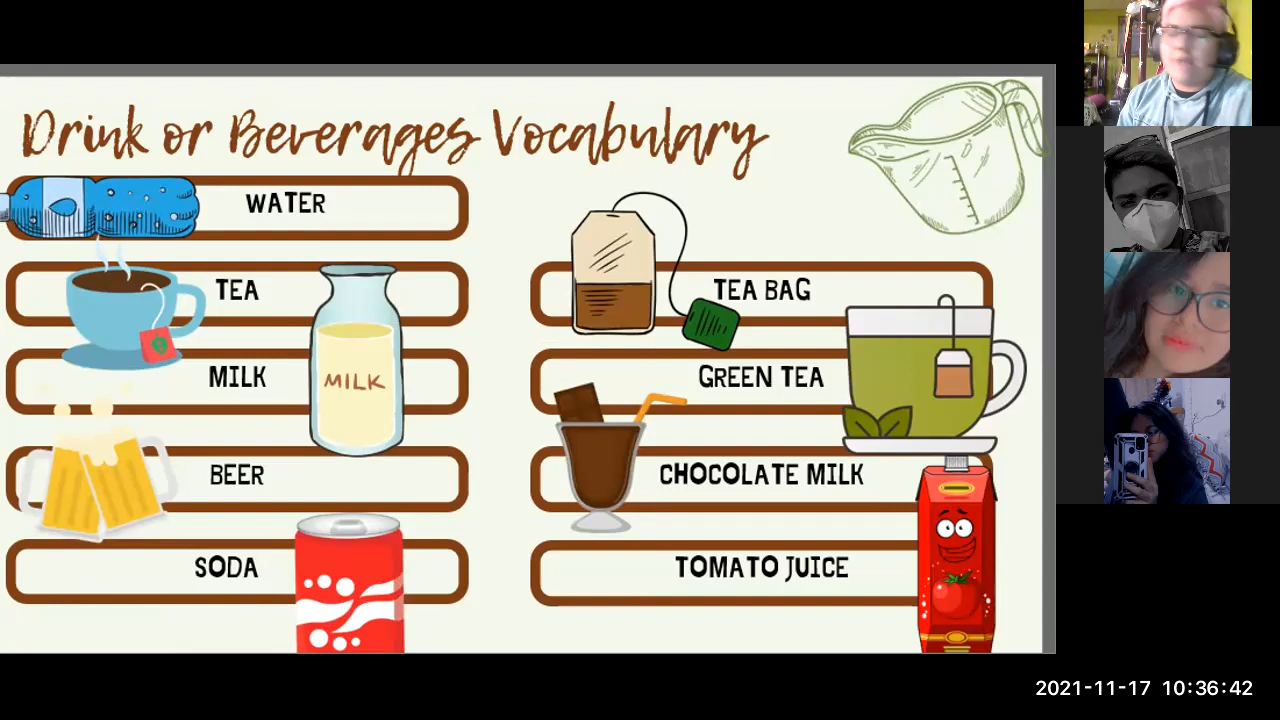 Drink or Beverages Vocabulary
WATER
TEA
MILK
MILK
BEER
SODA
TEA BAG
GREEN TEA
CHOCOLATE MILK
TOMATO JUICE
2021-11-17 10:36:42